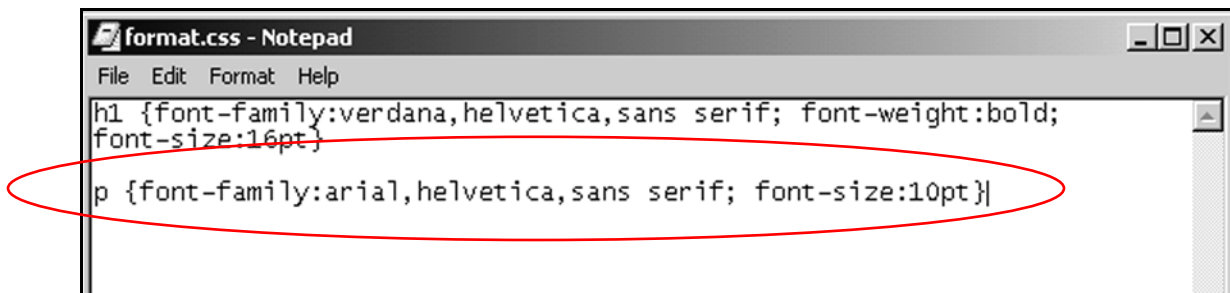 format.css - Notepad
File Edit Format Help
h1 {font-family:verdana,helvetica,sans serif; font-weight:bold;
font-size:16pt}
p {font-family:arial,helvetica,sans serif; font-size:10pt}